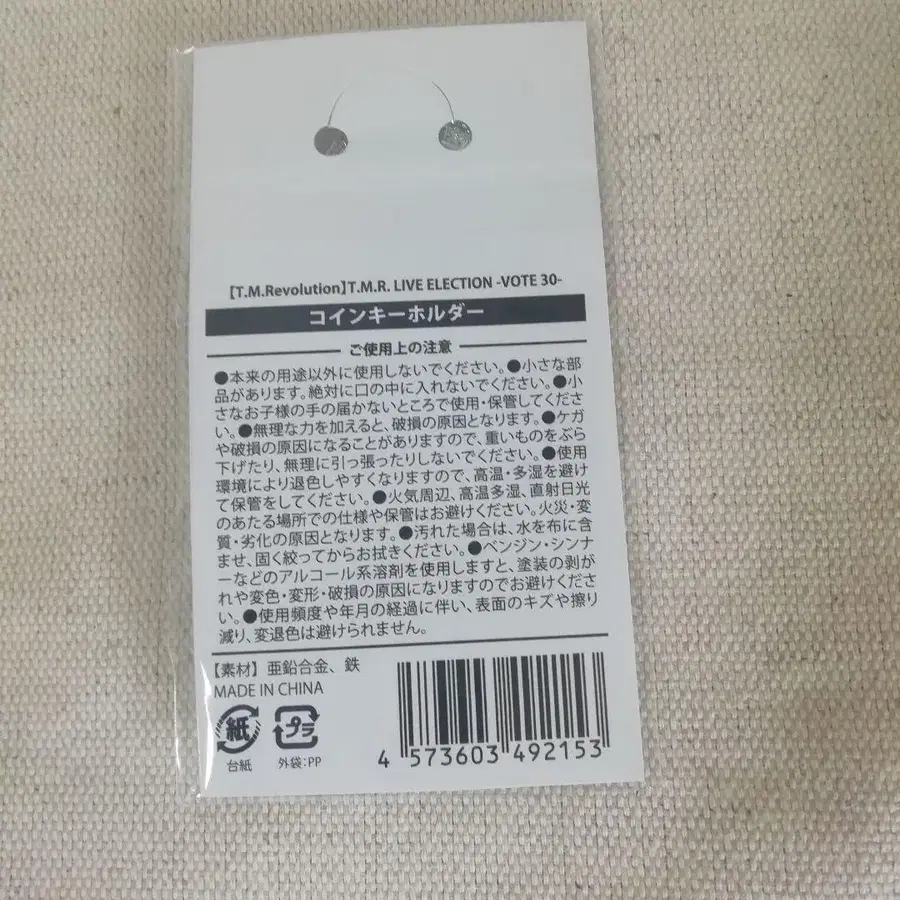 【T.M.Revolution】T.M.R. LIVE ELECTION -VOTE 30-
コインキーホルダー
ご使用上の注意
●本来の用途以外に使用しないでください。●小さな部
品があります。絶対に口の中に入れないでください。●小
さなお子様の手の届かないところで使用・保管してくださ
い。●無理な力を加えると、破損の原因となります。●ケガ
や破損の原因になることがありますので、重いものをぶら
下げたり、無理に引っ張ったりしないでください。●使用
環境により退色しやすくなりますので、高温・多湿を避け
て保管をしてください。●火気周辺、高温多湿、直射日光
のあたる場所での仕様や保管はお避けください。火災・変
質・劣化の原因となります。●汚れた場合は、水を布に含
ませ、固く絞ってからお拭きください。●ベンジン・シンナ
ーなどのアルコール系溶剤を使用しますと、塗装の剥が
れや変色・変形・破損の原因になりますのでお避けくださ
い。●使用頻度や年月の経過に伴い、表面のキズや擦り
減り、変退色は避けられません。
【素材】亜鉛合金、鉄
MADE IN CHINA
紙 プラ
台紙 外袋:PP
4 573603 492153